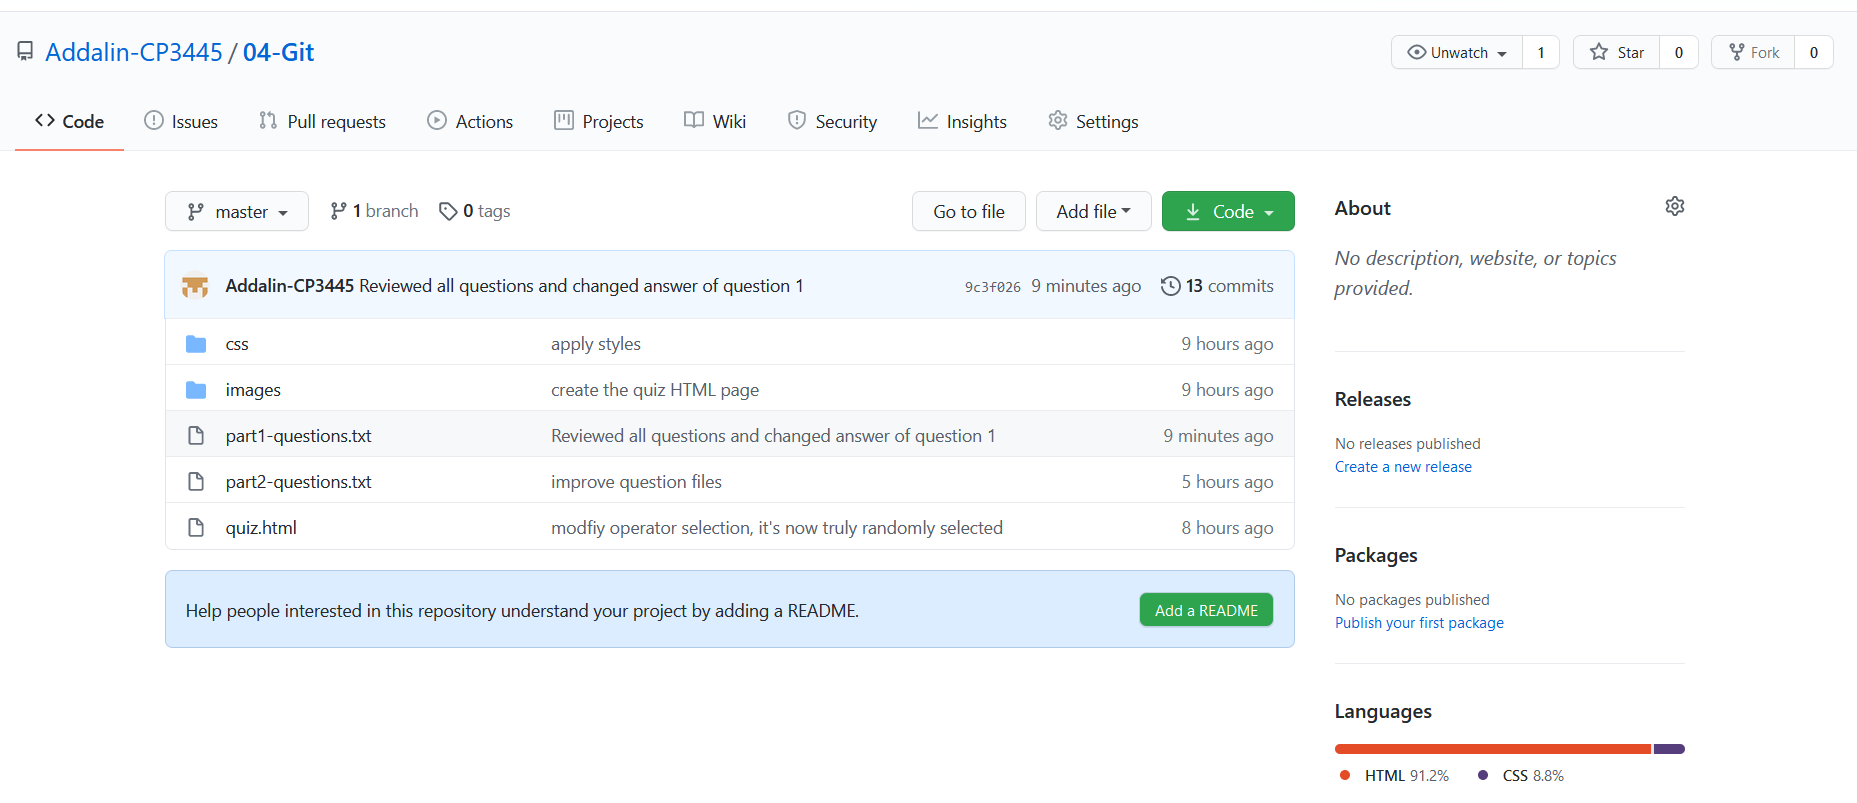 Addalin-CP3445 / 04-Git
Unwatch 1 Star 0 Fork 0
Code Issues Pull requests Actions Projects Wiki Security Insights Settings
master 1 branch 0 tags Go to file Add file Code
Addalin-CP3445 Reviewed all questions and changed answer of question 1 9c3f026 9 minutes ago 13 commits
css apply styles 9 hours ago
images create the quiz HTML page 9 hours ago
part1-questions.txt Reviewed all questions and changed answer of question 1 9 minutes ago
part2-questions.txt improve question files 5 hours ago
quiz.html modfiy operator selection, it's now truly randomly selected 8 hours ago
Help people interested in this repository understand your project by adding a README. Add a README
About
No description, website, or topics
provided.
Releases
No releases published
Create a new release
Packages
No packages published
Publish your first package
Languages
HTML 91.2% CSS 8.8%